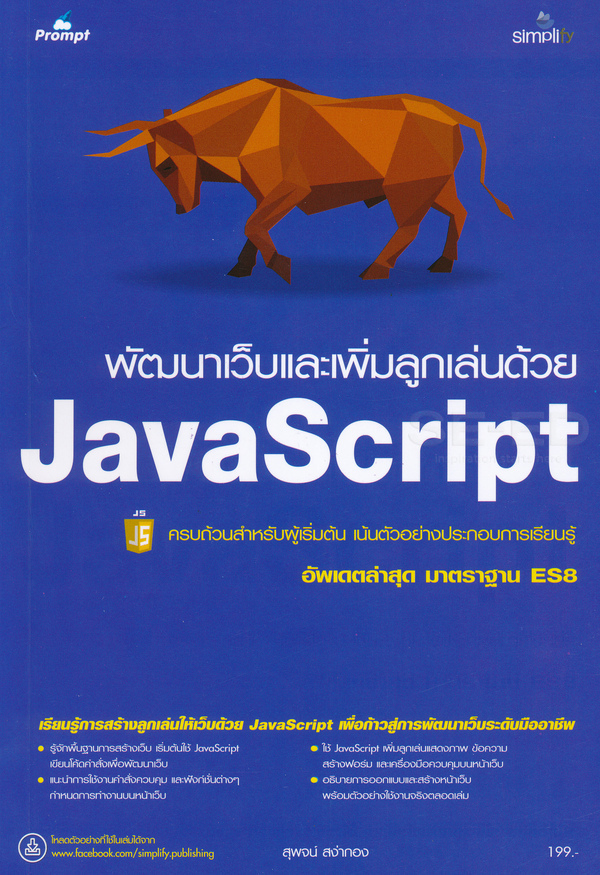 Prompt
simplify
พัฒนาเว็บและเพิ่มลูกเล่นด้วย
JavaScript
SE-ED
JS
JS
ครบถ้วนสำหรับผู้เริ่มต้น เน้นตัวอย่างประกอบการเรียนรู้
อัพเดตล่าสุด มาตราฐาน ES8
เรียนรู้การสร้างลูกเล่นให้เว็บด้วย JavaScript เพื่อก้าวสู่การพัฒนาเว็บระดับมืออาชีพ
รู้จักพื้นฐานการสร้างเว็บ เริ่มต้นใช้ JavaScript
เขียนโค้ดคำสั่งเพื่อพัฒนาเว็บ
แนะนำการใช้งานคำสั่งควบคุม และฟังก์ชั่นต่างๆ
กำหนดการทำงานบนหน้าเว็บ
ใช้ JavaScript เพิ่มลูกเล่นแสดงภาพ ข้อความ
สร้างฟอร์ม และเครื่องมือควบคุมบนหน้าเว็บ
อธิบายการออกแบบและสร้างหน้าเว็บ
พร้อมตัวอย่างใช้งานจริงตลอดเล่ม
โหลดตัวอย่างที่ใช้ในเล่มได้จาก
www.facebook.com/simplify.publishing
สุพจน์ สง่ากอง
199.-